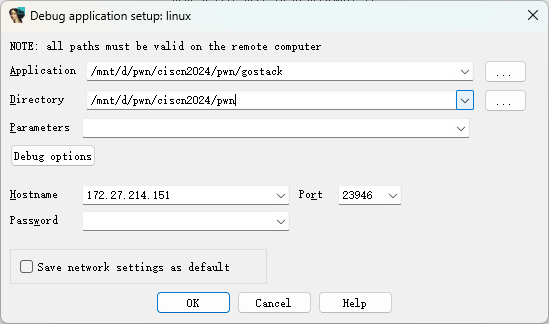 Debug application setup: linux
NOTE: all paths must be valid on the remote computer
Application /mnt/d/pwn/ciscn2024/pwn/gostack ...
Directory /mnt/d/pwn/ciscn2024/pwn ...
Parameters
Debug options
Hostname 172.27.214.151 Port 23946
Password
Save network settings as default
OK Cancel Help